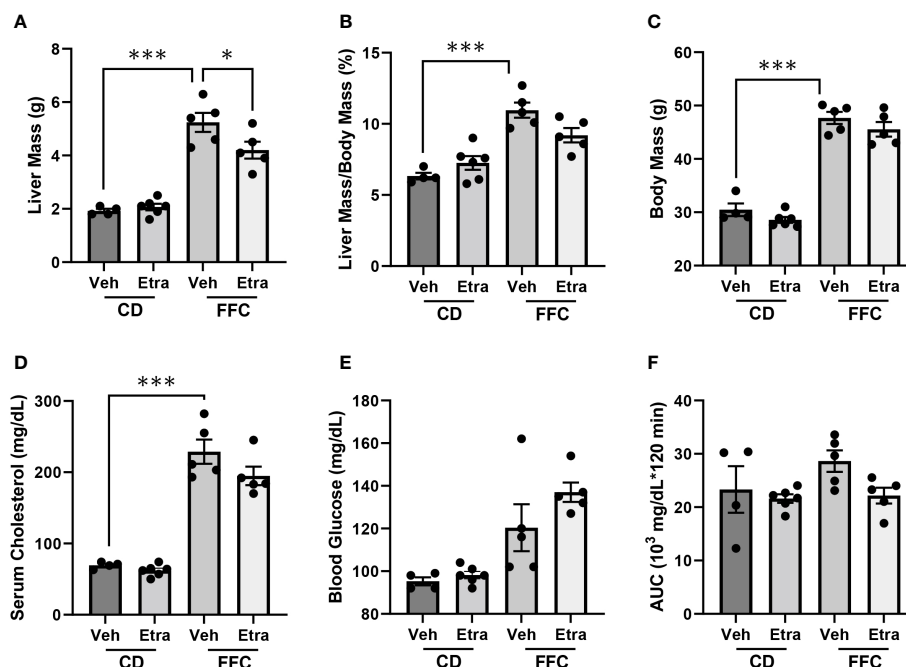 A
Liver Mass (g)
8
6
4
2
0
***
*
Veh Etra Veh Etra
CD FFC
B
Liver Mass/Body Mass (%)
15
10
5
0
***
Veh Etra Veh Etra
CD FFC
C
Body Mass (g)
60
50
40
30
20
***
Veh Etra Veh Etra
CD FFC
D
Serum Cholesterol (mg/dL)
300
200
100
0
***
Veh Etra Veh Etra
CD FFC
E
Blood Glucose (mg/dL)
180
160
140
120
100
80
Veh Etra Veh Etra
CD FFC
F
AUC (10³ mg/dL*120 min)
40
30
20
10
0
Veh Etra Veh Etra
CD FFC